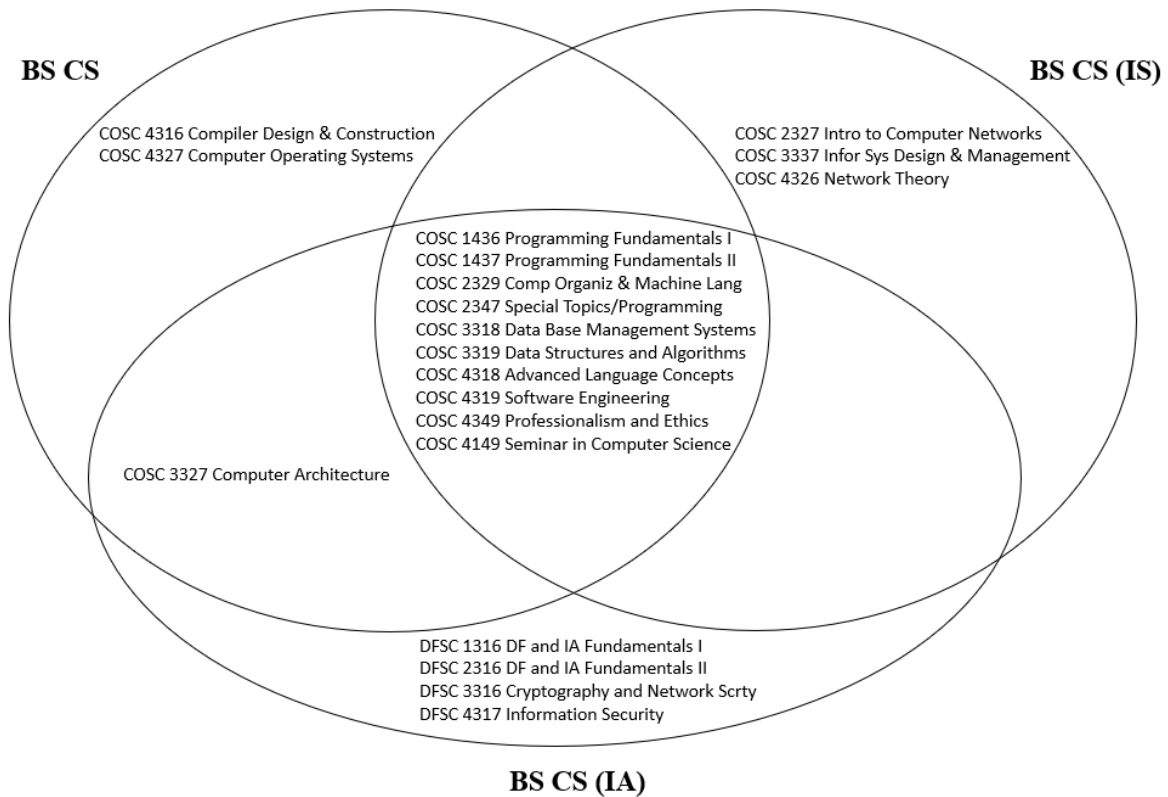 BS CS
BS CS (IS)
COSC 4316 Compiler Design & Construction
COSC 4327 Computer Operating Systems
COSC 2327 Intro to Computer Networks
COSC 3337 Infor Sys Design & Management
COSC 4326 Network Theory
COSC 1436 Programming Fundamentals I
COSC 1437 Programming Fundamentals II
COSC 2329 Comp Organiz & Machine Lang
COSC 2347 Special Topics/Programming
COSC 3318 Data Base Management Systems
COSC 3319 Data Structures and Algorithms
COSC 4318 Advanced Language Concepts
COSC 4319 Software Engineering
COSC 4349 Professionalism and Ethics
COSC 4149 Seminar in Computer Science
COSC 3327 Computer Architecture
DFSC 1316 DF and IA Fundamentals I
DFSC 2316 DF and IA Fundamentals II
DFSC 3316 Cryptography and Network Scrty
DFSC 4317 Information Security
BS CS (IA)